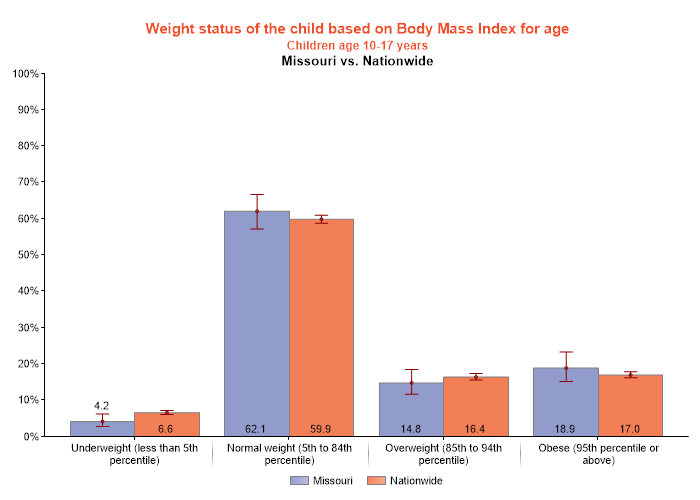 Weight status of the child based on Body Mass Index for age
Children age 10-17 years
Missouri vs. Nationwide
100%
90%
80%
70%
60%
50%
40%
30%
20%
10%
0%
4.2
6.6
62.1
59.9
14.8
16.4
18.9
17.0
Underweight (less than 5th
percentile)
Normal weight (5th to 84th
percentile)
Overweight (85th to 94th
percentile)
Obese (95th percentile or
above)
Missouri
Nationwide